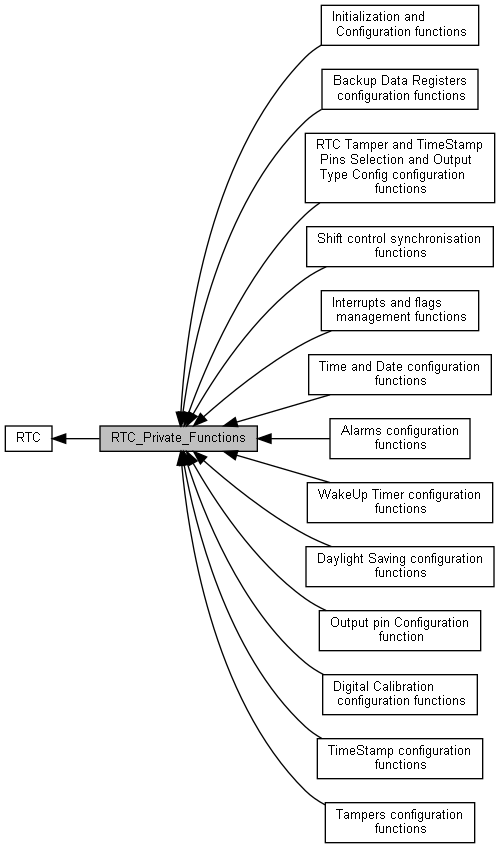 Initialization and
Configuration functions
Backup Data Registers
configuration functions
RTC Tamper and TimeStamp
Pins Selection and Output
Type Config configuration
functions
Shift control synchronisation
functions
Interrupts and flags
management functions
Time and Date configuration
functions
RTC
RTC_Private_Functions
Alarms configuration
functions
WakeUp Timer configuration
functions
Daylight Saving configuration
functions
Output pin Configuration
function
Digital Calibration
configuration functions
TimeStamp configuration
functions
Tampers configuration
functions